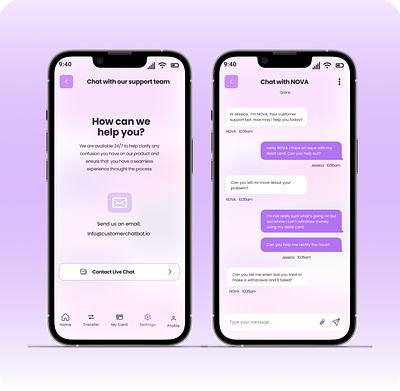 9:40
Chat with our support team
How can we
help you?
We are available 24/7 to help clarify any
confusion you have on our product and
ensure that you have a seamless
experience throught the process
Send us an email;
Info@customerchatbot.io
Contact Live Chat
Home
Transfer
My Card
Settings
Profile
9:40
Chat with NOVA
Online
Hi Jessica, I'M NOVA, Your customer
support bot. How may I help you today?
NOVA 10:35am
Hello NOVA, I have an issue with my
debit card. Can you help out?
Can you tell mr more about your
problem?
NOVA 10:35am
I'm not really sure what's going on but
somehow I can't withdraw money
using my debit card.
Can you help me rectify the issue?
Jessica 10:35am
Can you tell me when last you tried to
make a withdrawal and it failed?
NOVA 10:35am
Type your message...